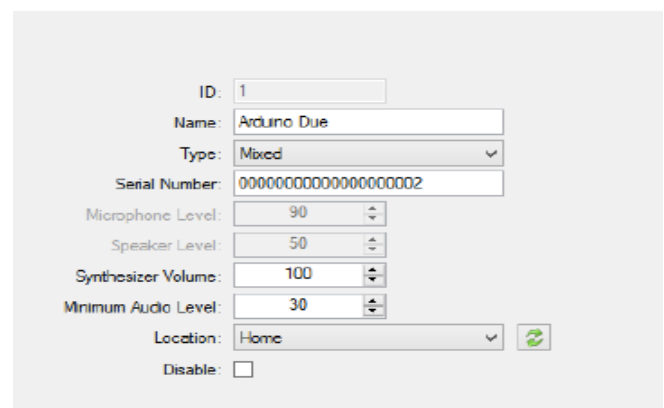 ID: 1
Name: Arduino Due
Type: Mixed
Serial Number: 00000000000000000002
Microphone Level: 90
Speaker Level: 50
Synthesizer Volume: 100
Minimum Audio Level: 30
Location: Home
Disable: